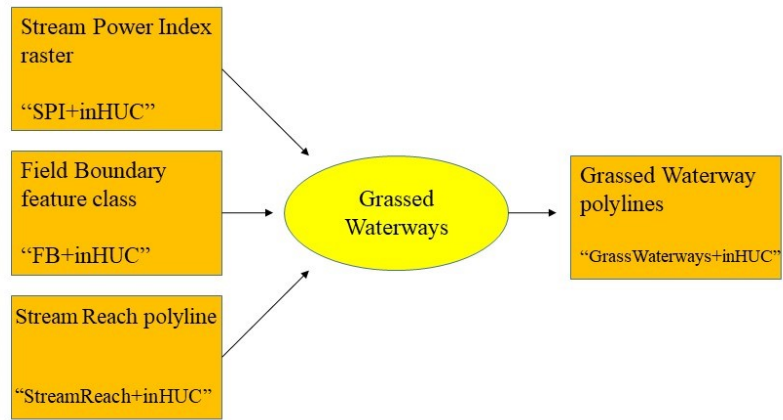 Stream Power Index
raster
“SPI+inHUC”
Field Boundary
feature class
“FB+inHUC”
Stream Reach polyline
“StreamReach+inHUC”
Grassed
Waterways
Grassed Waterway
polylines
“GrassWaterways+inHUC”